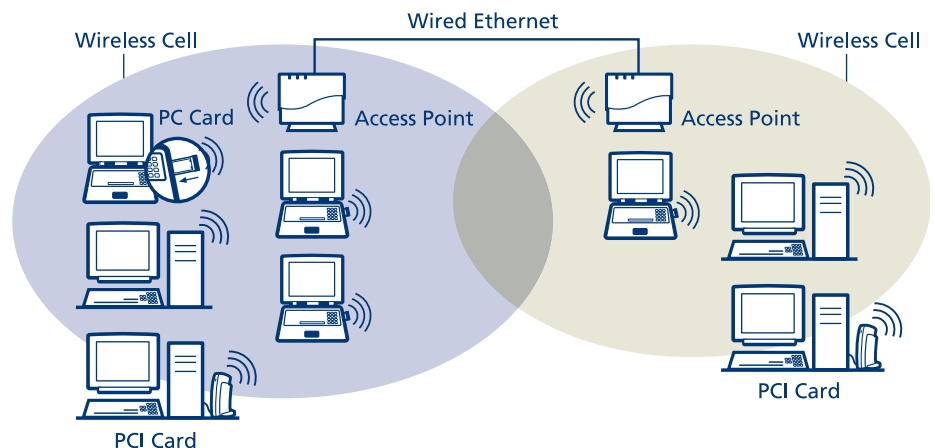 Wired Ethernet
Wireless Cell
Wireless Cell
PC Card
Access Point
Access Point
PCI Card
PCI Card